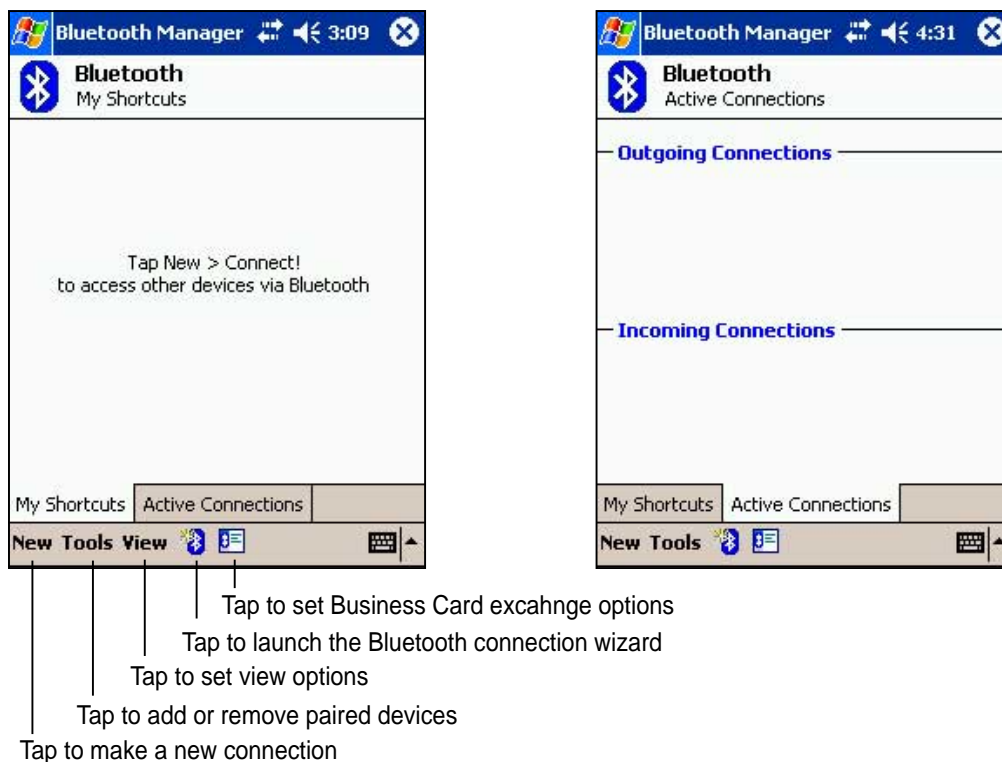 Bluetooth Manager 3:09
Bluetooth
My Shortcuts
Tap New > Connect!
to access other devices via Bluetooth
My Shortcuts Active Connections
New Tools View
Bluetooth Manager 4:31
Bluetooth
Active Connections
Outgoing Connections
Incoming Connections
My Shortcuts Active Connections
New Tools
Tap to set Business Card excahnge options
Tap to launch the Bluetooth connection wizard
Tap to set view options
Tap to add or remove paired devices
Tap to make a new connection